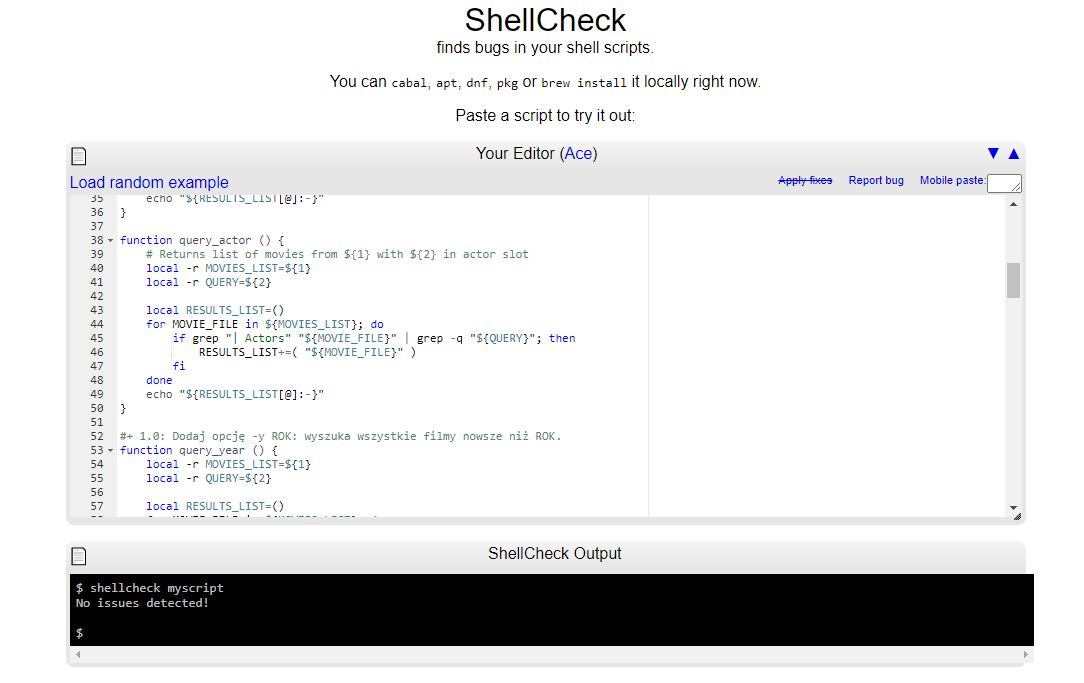 ShellCheck
finds bugs in your shell scripts.
You can cabal, apt, dnf, pkg or brew install it locally right now.
Paste a script to try it out:
Your Editor (Ace)
▼ ▲
Load random example
Apply fixes Report bug Mobile paste:
35 echo "${RESULTS_LIST[@]:-}"
36 }
37
38 function query_actor () {
39 # Returns list of movies from ${1} with ${2} in actor slot
40 local -r MOVIES_LIST=${1}
41 local -r QUERY=${2}
42
43 local RESULTS_LIST=()
44 for MOVIE_FILE in ${MOVIES_LIST}; do
45 if grep "| Actors" "${MOVIE_FILE}" | grep -q "${QUERY}"; then
46 RESULTS_LIST+=( "${MOVIE_FILE}" )
47 fi
48 done
49 echo "${RESULTS_LIST[@]:-}"
50 }
51
52 #+ 1.0: Dodaj opcję -y ROK: wyszuka wszystkie filmy nowsze niż ROK.
53 function query_year () {
54 local -r MOVIES_LIST=${1}
55 local -r QUERY=${2}
56
57 local RESULTS_LIST=()
ShellCheck Output
$ shellcheck myscript
No issues detected!
$